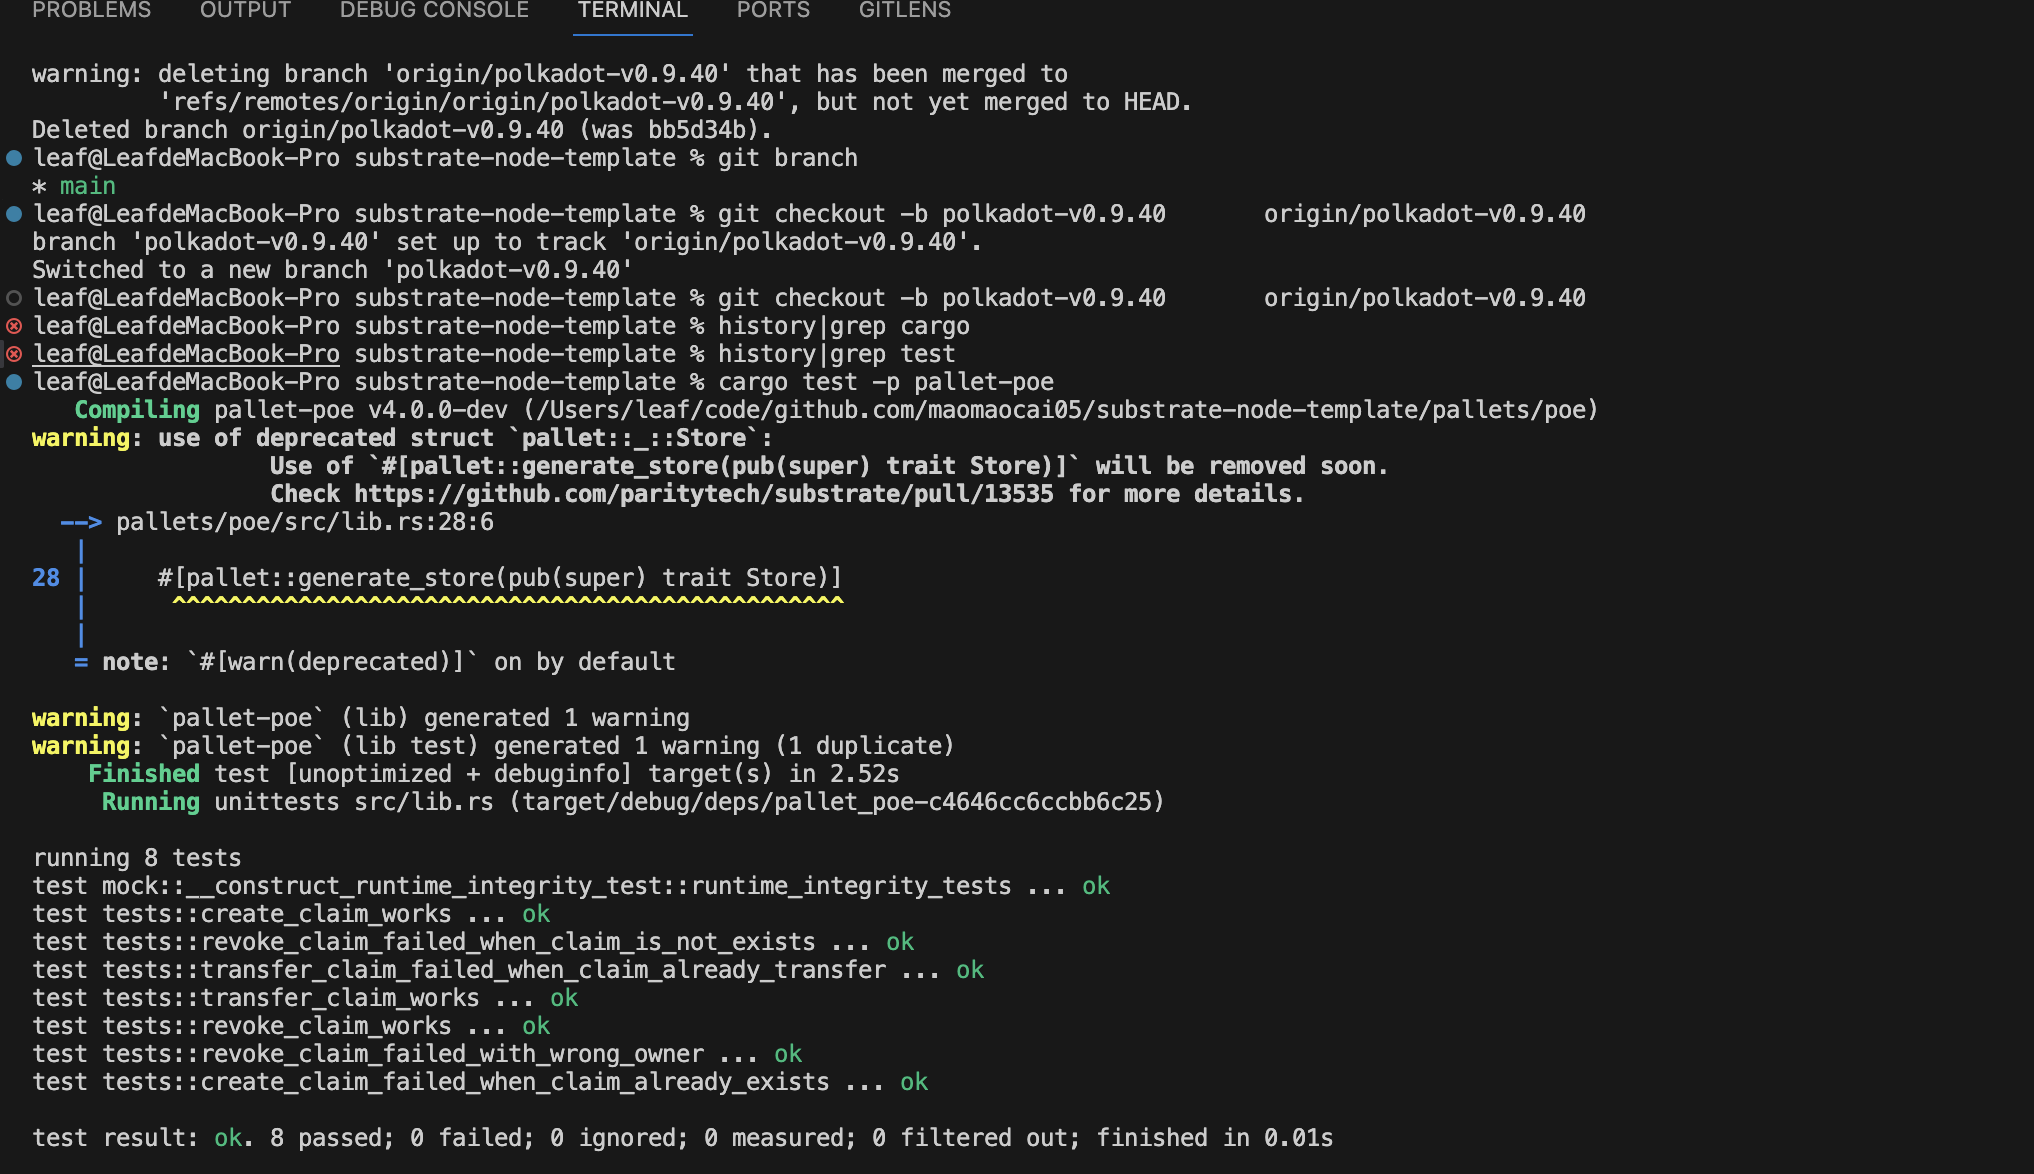 PROBLEMS OUTPUT DEBUG CONSOLE TERMINAL PORTS GITLENS
warning: deleting branch 'origin/polkadot-v0.9.40' that has been merged to
         'refs/remotes/origin/origin/polkadot-v0.9.40', but not yet merged to HEAD.
Deleted branch origin/polkadot-v0.9.40 (was bb5d34b).
leaf@LeafdeMacBook-Pro substrate-node-template % git branch
* main
leaf@LeafdeMacBook-Pro substrate-node-template % git checkout -b polkadot-v0.9.40       origin/polkadot-v0.9.40
branch 'polkadot-v0.9.40' set up to track 'origin/polkadot-v0.9.40'.
Switched to a new branch 'polkadot-v0.9.40'
leaf@LeafdeMacBook-Pro substrate-node-template % git checkout -b polkadot-v0.9.40       origin/polkadot-v0.9.40
leaf@LeafdeMacBook-Pro substrate-node-template % history|grep cargo
leaf@LeafdeMacBook-Pro substrate-node-template % history|grep test
leaf@LeafdeMacBook-Pro substrate-node-template % cargo test -p pallet-poe
   Compiling pallet-poe v4.0.0-dev (/Users/leaf/code/github.com/maomaocai05/substrate-node-template/pallets/poe)
warning: use of deprecated struct `pallet::_::Store`:
                 Use of `#[pallet::generate_store(pub(super) trait Store)]` will be removed soon.
                 Check https://github.com/paritytech/substrate/pull/13535 for more details.
  --> pallets/poe/src/lib.rs:28:6
   |
28 |     #[pallet::generate_store(pub(super) trait Store)]
   |      ^^^^^^^^^^^^^^^^^^^^^^^^^^^^^^^^^^^^^^^^^^^^^^^^
   |
   = note: `#[warn(deprecated)]` on by default
warning: `pallet-poe` (lib) generated 1 warning
warning: `pallet-poe` (lib test) generated 1 warning (1 duplicate)
    Finished test [unoptimized + debuginfo] target(s) in 2.52s
     Running unittests src/lib.rs (target/debug/deps/pallet_poe-c4646cc6ccbb6c25)
running 8 tests
test mock::__construct_runtime_integrity_test::runtime_integrity_tests ... ok
test tests::create_claim_works ... ok
test tests::revoke_claim_failed_when_claim_is_not_exists ... ok
test tests::transfer_claim_failed_when_claim_already_transfer ... ok
test tests::transfer_claim_works ... ok
test tests::revoke_claim_works ... ok
test tests::revoke_claim_failed_with_wrong_owner ... ok
test tests::create_claim_failed_when_claim_already_exists ... ok
test result: ok. 8 passed; 0 failed; 0 ignored; 0 measured; 0 filtered out; finished in 0.01s